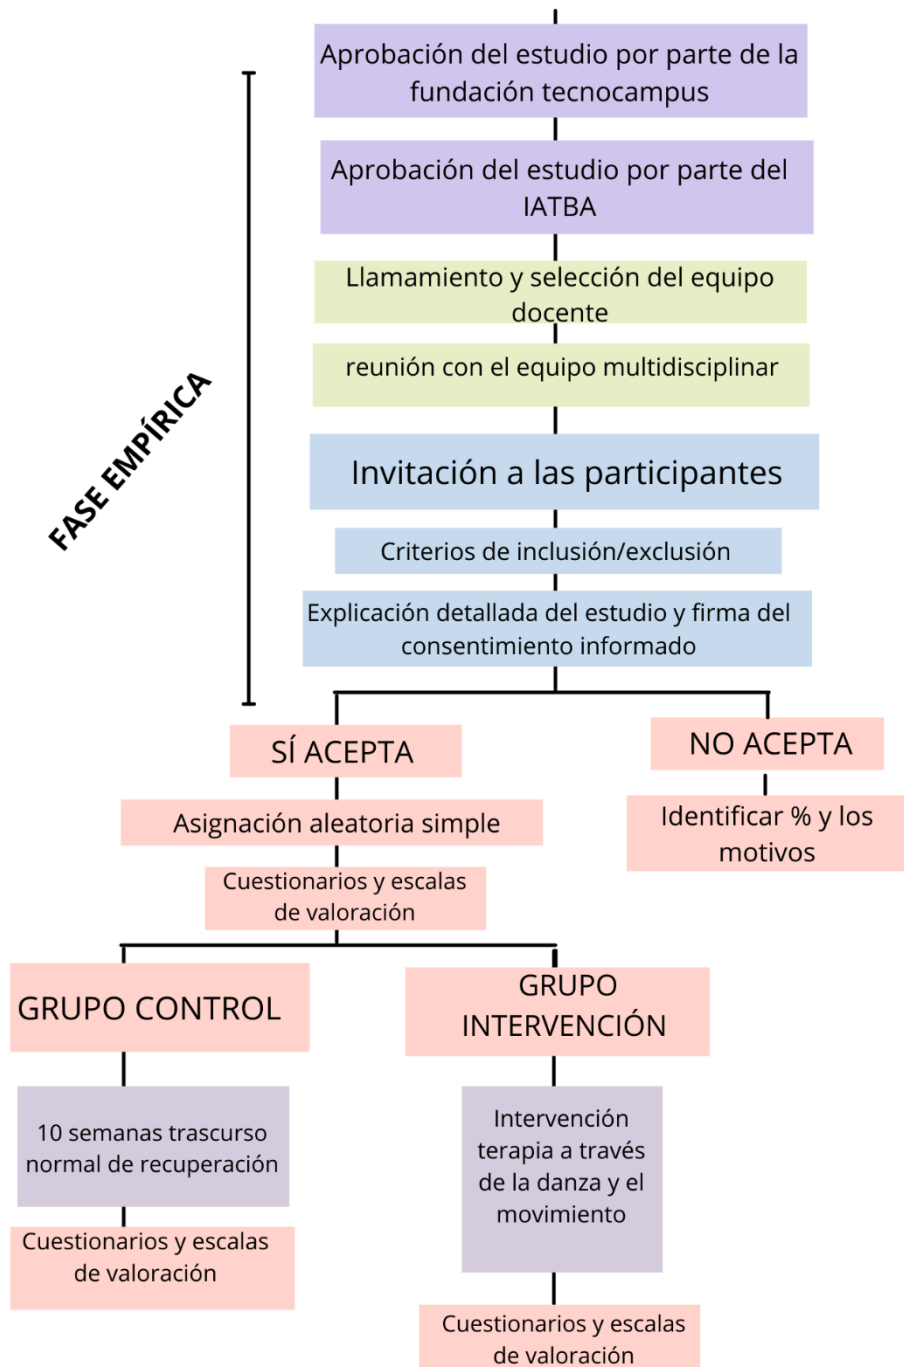 Aprobación del estudio por parte de la
fundación tecnocampus
Aprobación del estudio por parte del
IATBA
Llamamiento y selección del equipo
docente
reunión con el equipo multidisciplinar
FASE EMPÍRICA
Invitación a las participantes
Criterios de inclusión/exclusión
Explicación detallada del estudio y firma del
consentimiento informado
SÍ ACEPTA
NO ACEPTA
Asignación aleatoria simple
Identificar % y los
motivos
Cuestionarios y escalas
de valoración
GRUPO CONTROL
GRUPO
INTERVENCIÓN
10 semanas trascurso
normal de recuperación
Intervención
terapia a través
de la danza y el
movimiento
Cuestionarios y escalas
de valoración
Cuestionarios y escalas
de valoración